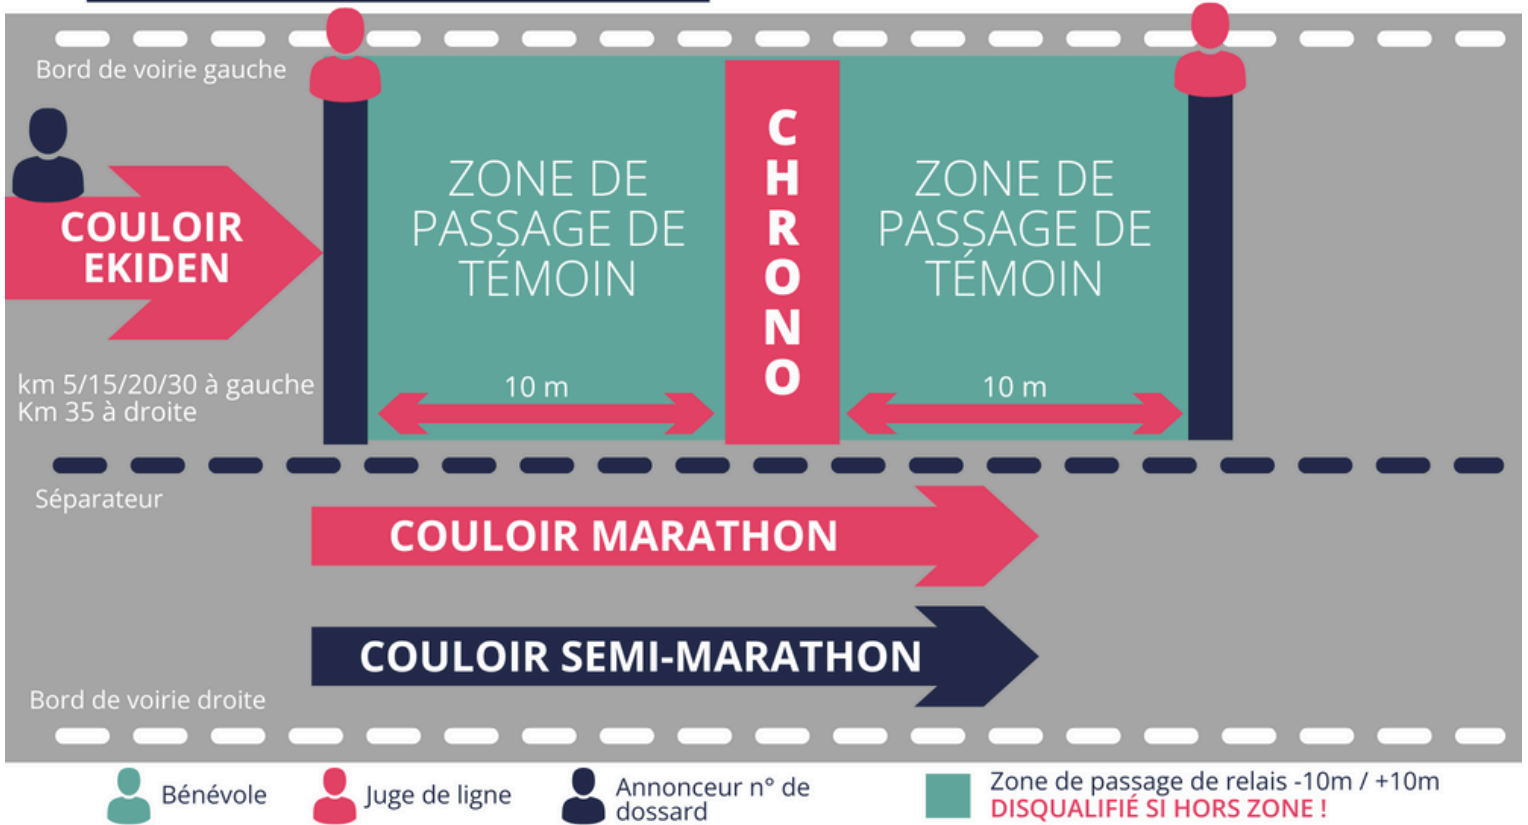 Bord de voirie gauche
COULOIR
EKIDEN
km 5/15/20/30 à gauche
Km 35 à droite
ZONE DE
PASSAGE DE
TÉMOIN
10 m
CHRONO
ZONE DE
PASSAGE DE
TÉMOIN
10 m
Séparateur
COULOIR MARATHON
COULOIR SEMI-MARATHON
Bord de voirie droite
Bénévole
Juge de ligne
Annonceur n° de
dossard
Zone de passage de relais -10m / +10m
DISQUALIFIÉ SI HORS ZONE !